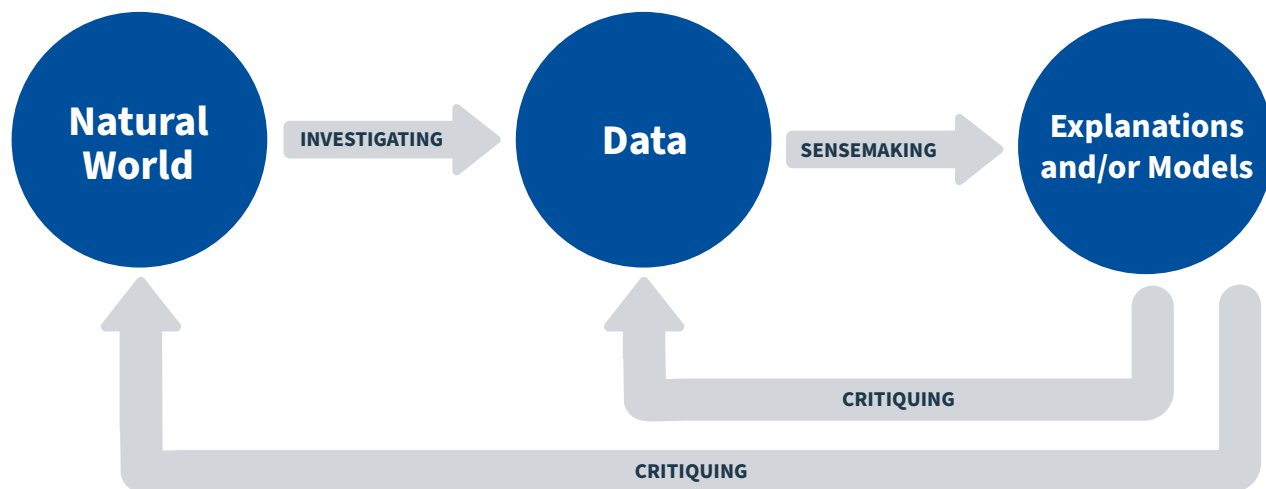 Natural
World
INVESTIGATING
Data
SENSEMAKING
Explanations
and/or Models
CRITIQUING
CRITIQUING